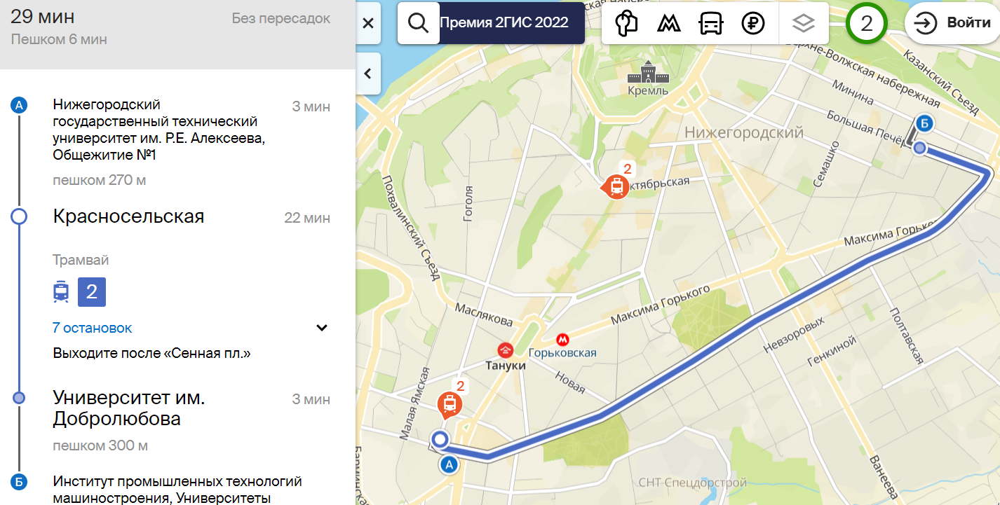 29 мин
Без пересадок
Пешком 6 мин
А
Нижегородский
государственный технический
университет им. Р.Е. Алексеева,
Общежитие №1
3 мин
пешком 270 м
Красносельская
22 мин
Трамвай
2
7 остановок
Выходите после «Сенная пл.»
Университет им.
Добролюбова
3 мин
пешком 300 м
Б
Институт промышленных технологий
машиностроения, Университеты
Премия 2ГИС 2022
2
Войти
Кремль
Казанский Съезд
Верхне-Волжская набережная
Минина
Большая Печёр
Б
Нижегородский
Семашко
2
ктябрьская
Гоголя
Похвалинский Съезд
Максима Горьког
Максима Горького
Маслякова
М
Горьковская
Тануки
Новая
Невзоровых
Генкиной
Полтавская
2
Малая Ямская
А
СНТ Спецдорстрой
Ванеева